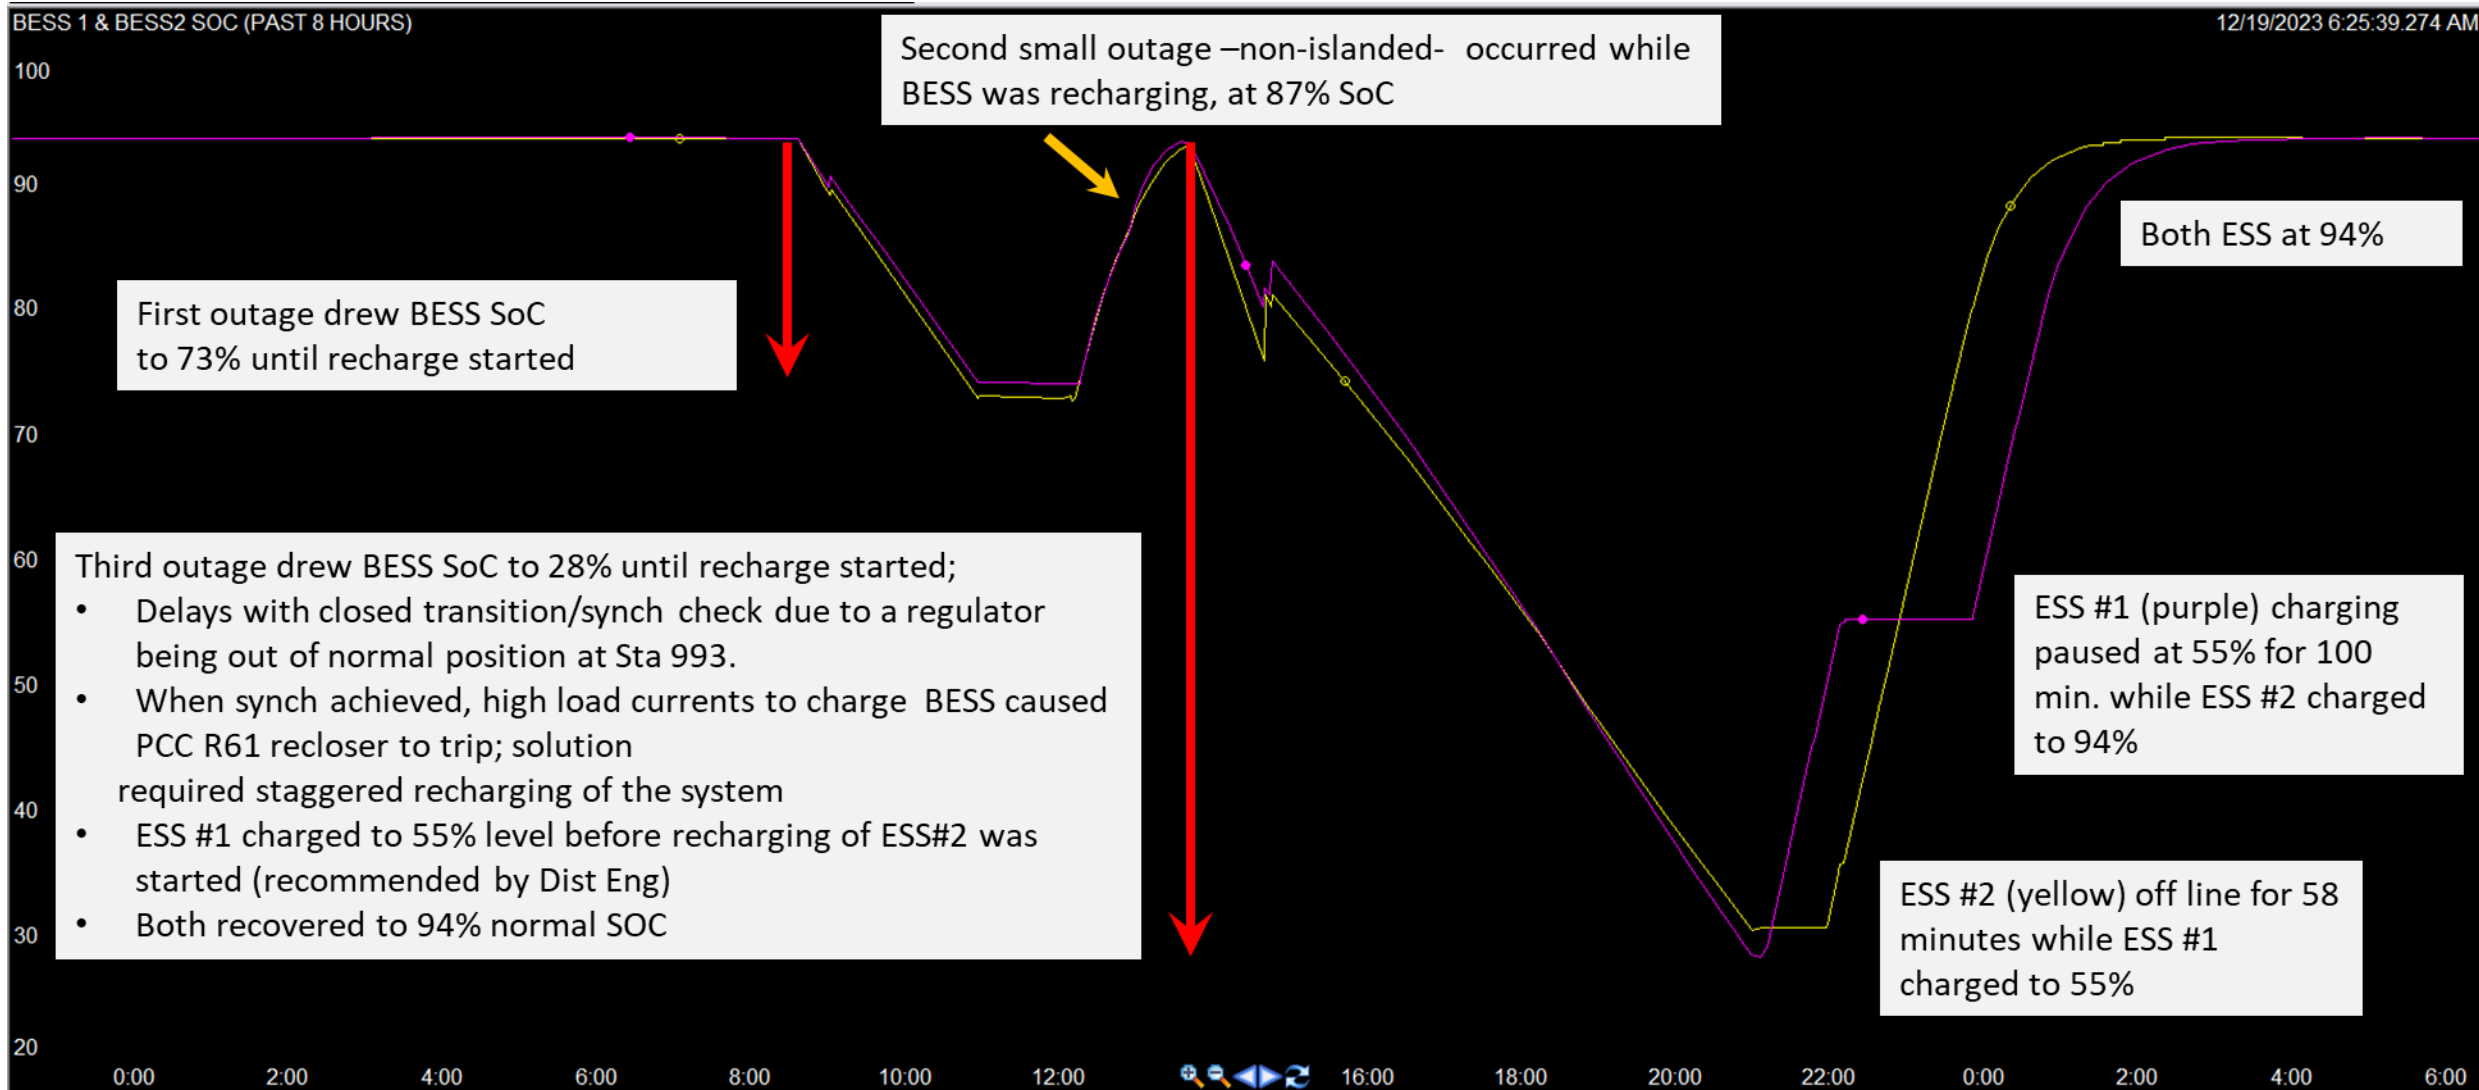 BESS 1 & BESS2 SOC (PAST 8 HOURS)
12/19/2023 6:25:39.274 AM
Second small outage –non-islanded- occurred while
BESS was recharging, at 87% SoC
100
90
80
70
60
50
40
30
20
Both ESS at 94%
First outage drew BESS SoC
to 73% until recharge started
Third outage drew BESS SoC to 28% until recharge started;
• Delays with closed transition/synch check due to a regulator
being out of normal position at Sta 993.
• When synch achieved, high load currents to charge BESS caused
PCC R61 recloser to trip; solution
required staggered recharging of the system
• ESS #1 charged to 55% level before recharging of ESS#2 was
started (recommended by Dist Eng)
• Both recovered to 94% normal SOC
ESS #1 (purple) charging
paused at 55% for 100
min. while ESS #2 charged
to 94%
ESS #2 (yellow) off line for 58
minutes while ESS #1
charged to 55%
0:00 2:00 4:00 6:00 8:00 10:00 12:00 16:00 18:00 20:00 22:00 0:00 2:00 4:00 6:00